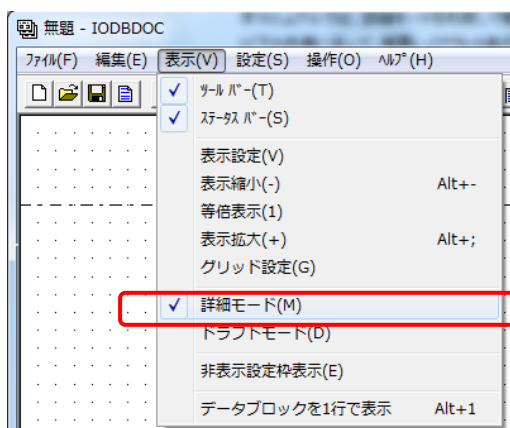 無題 - IODBDOC
ﾌｧｲﾙ(F) 編集(E) 表示(V) 設定(S) 操作(O) ﾍﾙﾌﾟ(H)
ﾂｰﾙ ﾊﾞｰ(T)
ｽﾃｰﾀｽ ﾊﾞｰ(S)
表示設定(V)
表示縮小(-) Alt+-
等倍表示(1)
表示拡大(+) Alt+;
グリッド設定(G)
詳細モード(M)
ドラフトモード(D)
非表示設定枠表示(E)
データブロックを1行で表示 Alt+1